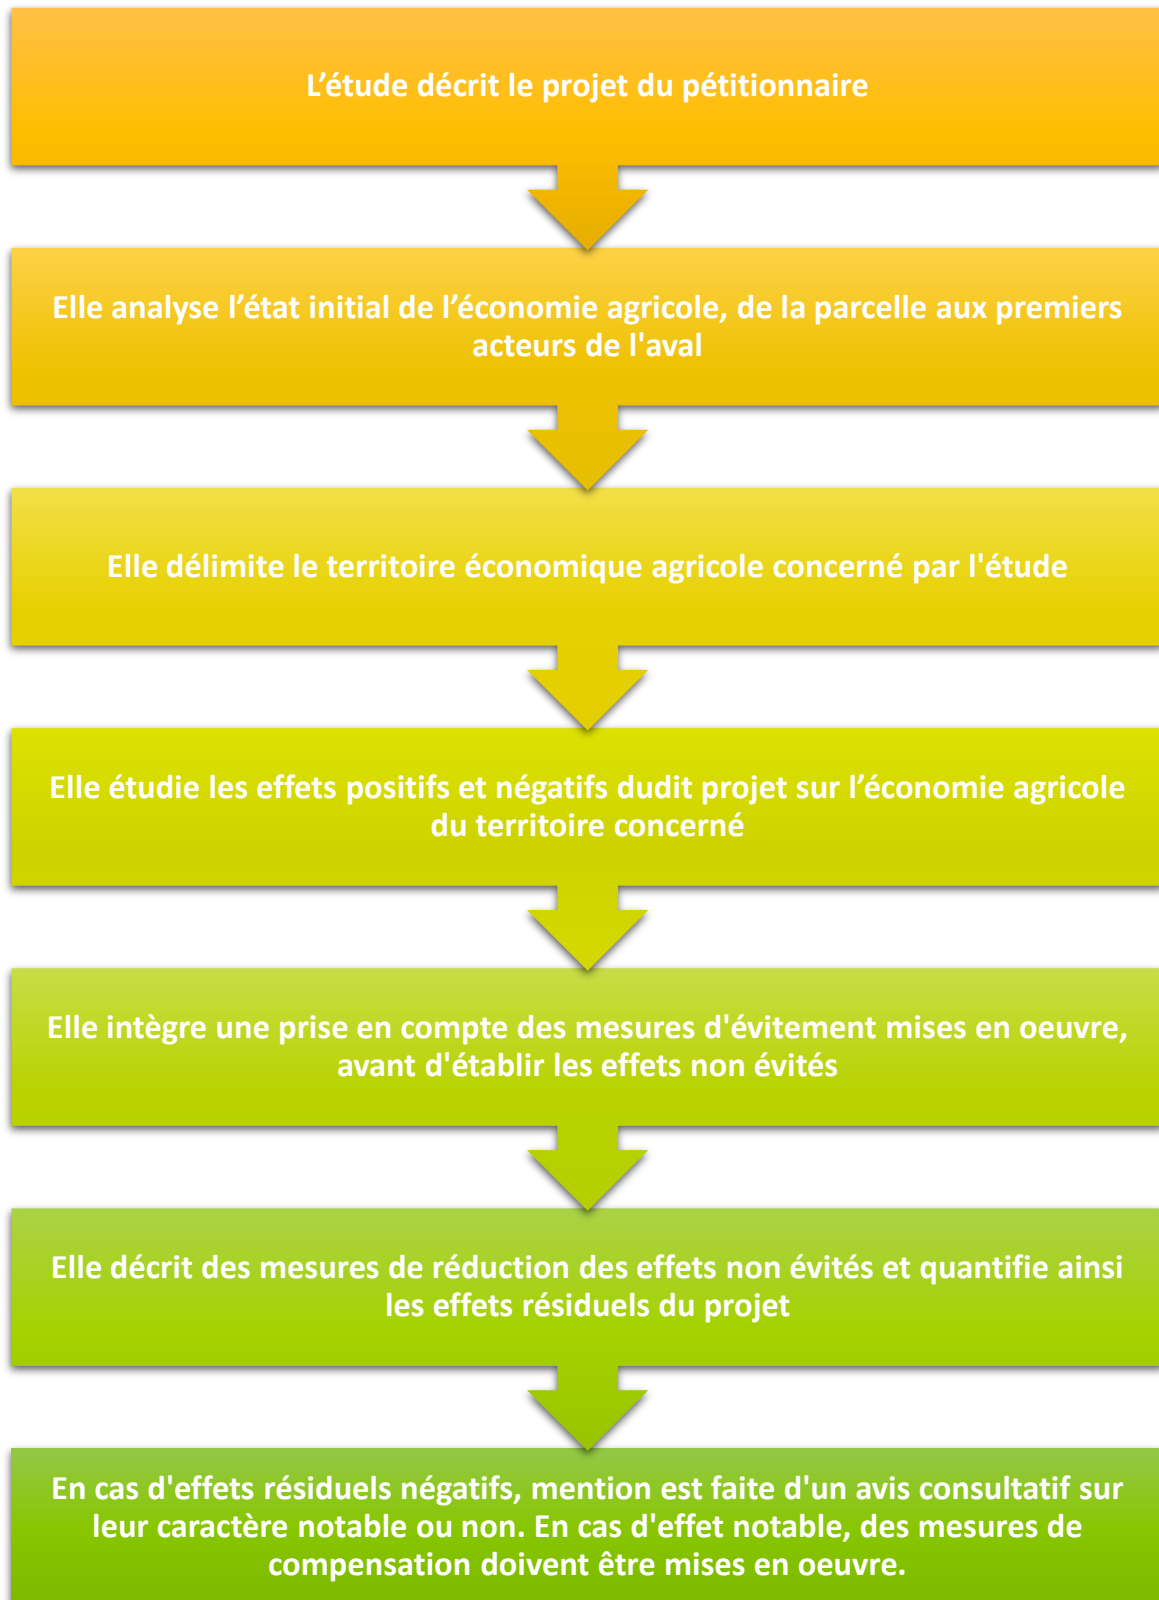 L’étude décrit le projet du pétitionnaire
Elle analyse l’état initial de l’économie agricole, de la parcelle aux premiers
acteurs de l'aval
Elle délimite le territoire économique agricole concerné par l'étude
Elle étudie les effets positifs et négatifs dudit projet sur l’économie agricole
du territoire concerné
Elle intègre une prise en compte des mesures d'évitement mises en oeuvre,
avant d'établir les effets non évités
Elle décrit des mesures de réduction des effets non évités et quantifie ainsi
les effets résiduels du projet
En cas d'effets résiduels négatifs, mention est faite d'un avis consultatif sur
leur caractère notable ou non. En cas d'effet notable, des mesures de
compensation doivent être mises en oeuvre.